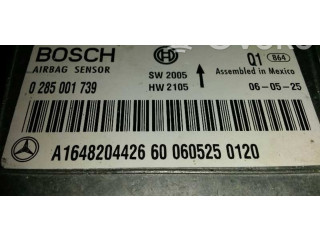 BOSCH
Q1 864
AIRBAG SENSOR
SW 2005
Assembled in Mexico
0 285 001 739
HW 2105
06-05-25
A1648204426 60 060525 0120